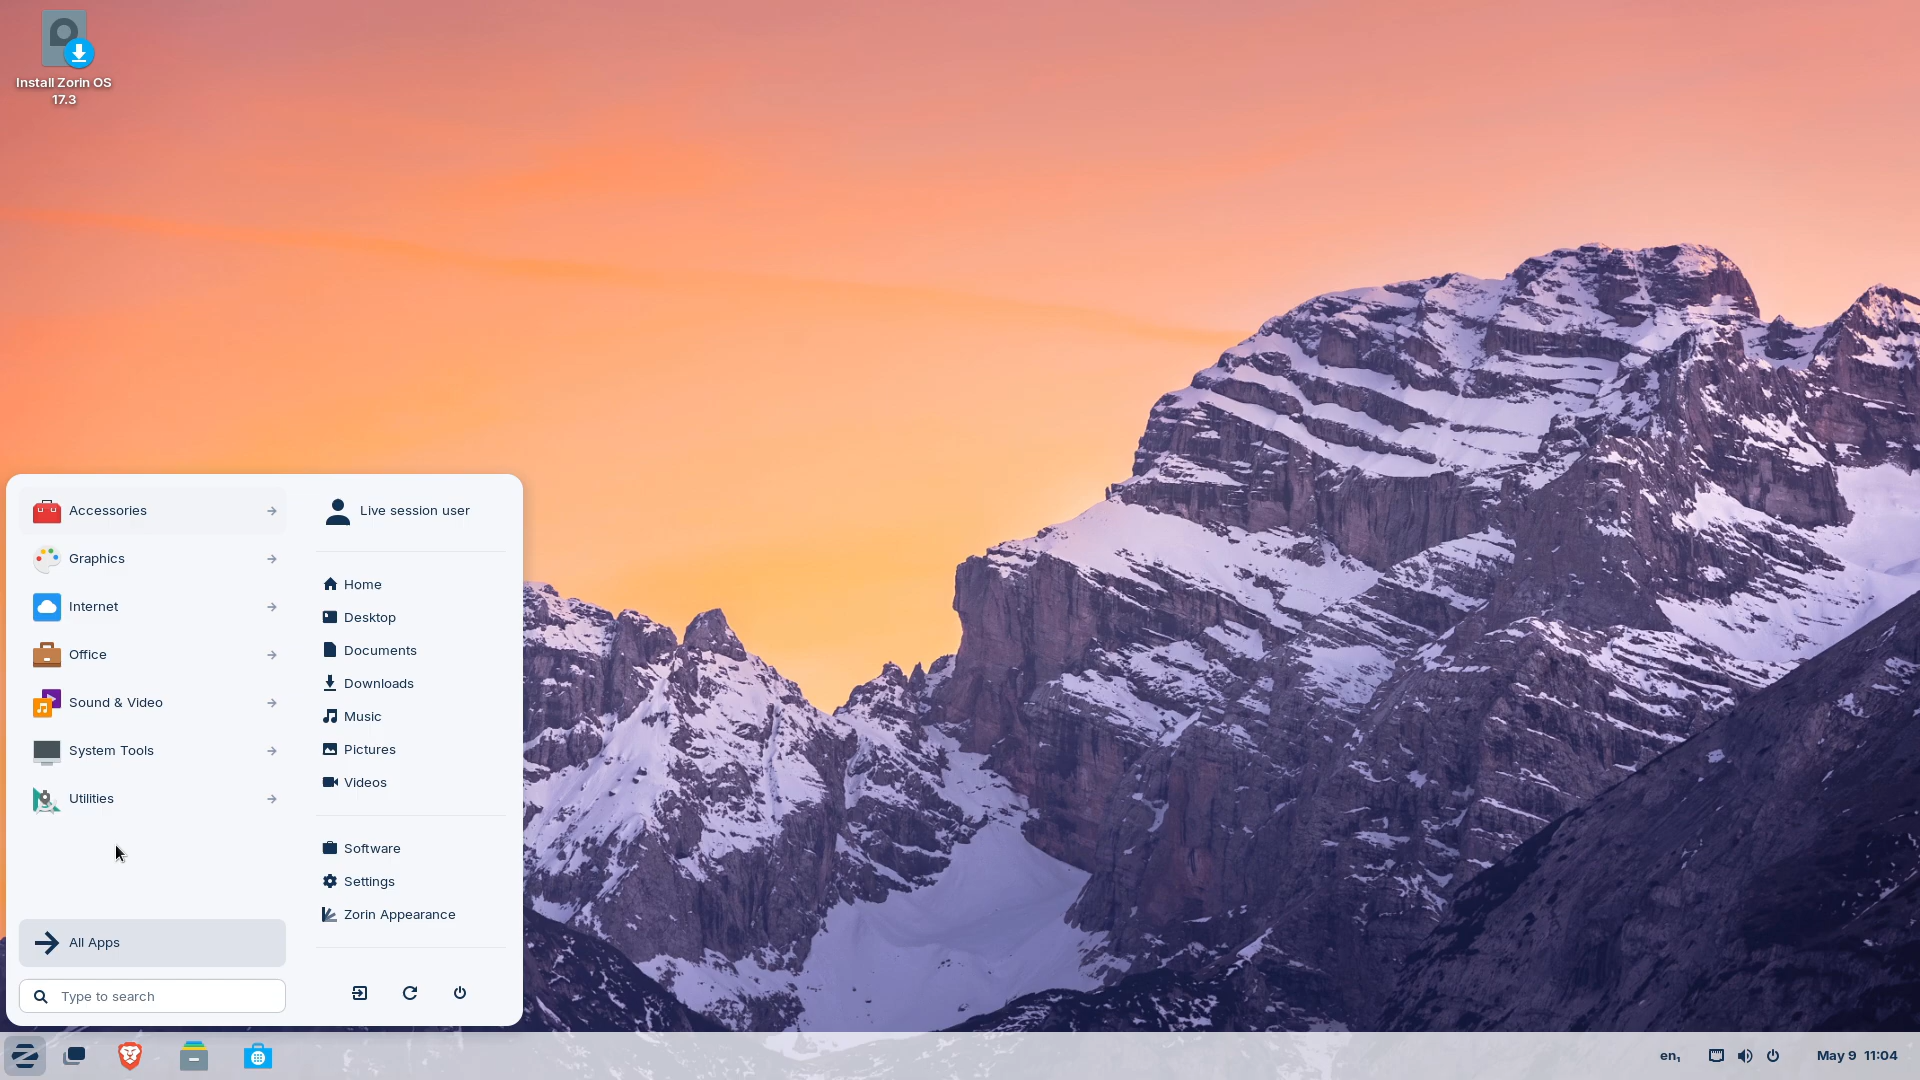 Install Zorin OS
17.3
Accessories
Graphics
Internet
Office
Sound & Video
System Tools
Utilities
All Apps
Type to search
Live session user
Home
Desktop
Documents
Downloads
Music
Pictures
Videos
Software
Settings
Zorin Appearance
en₁
May 9 11:04